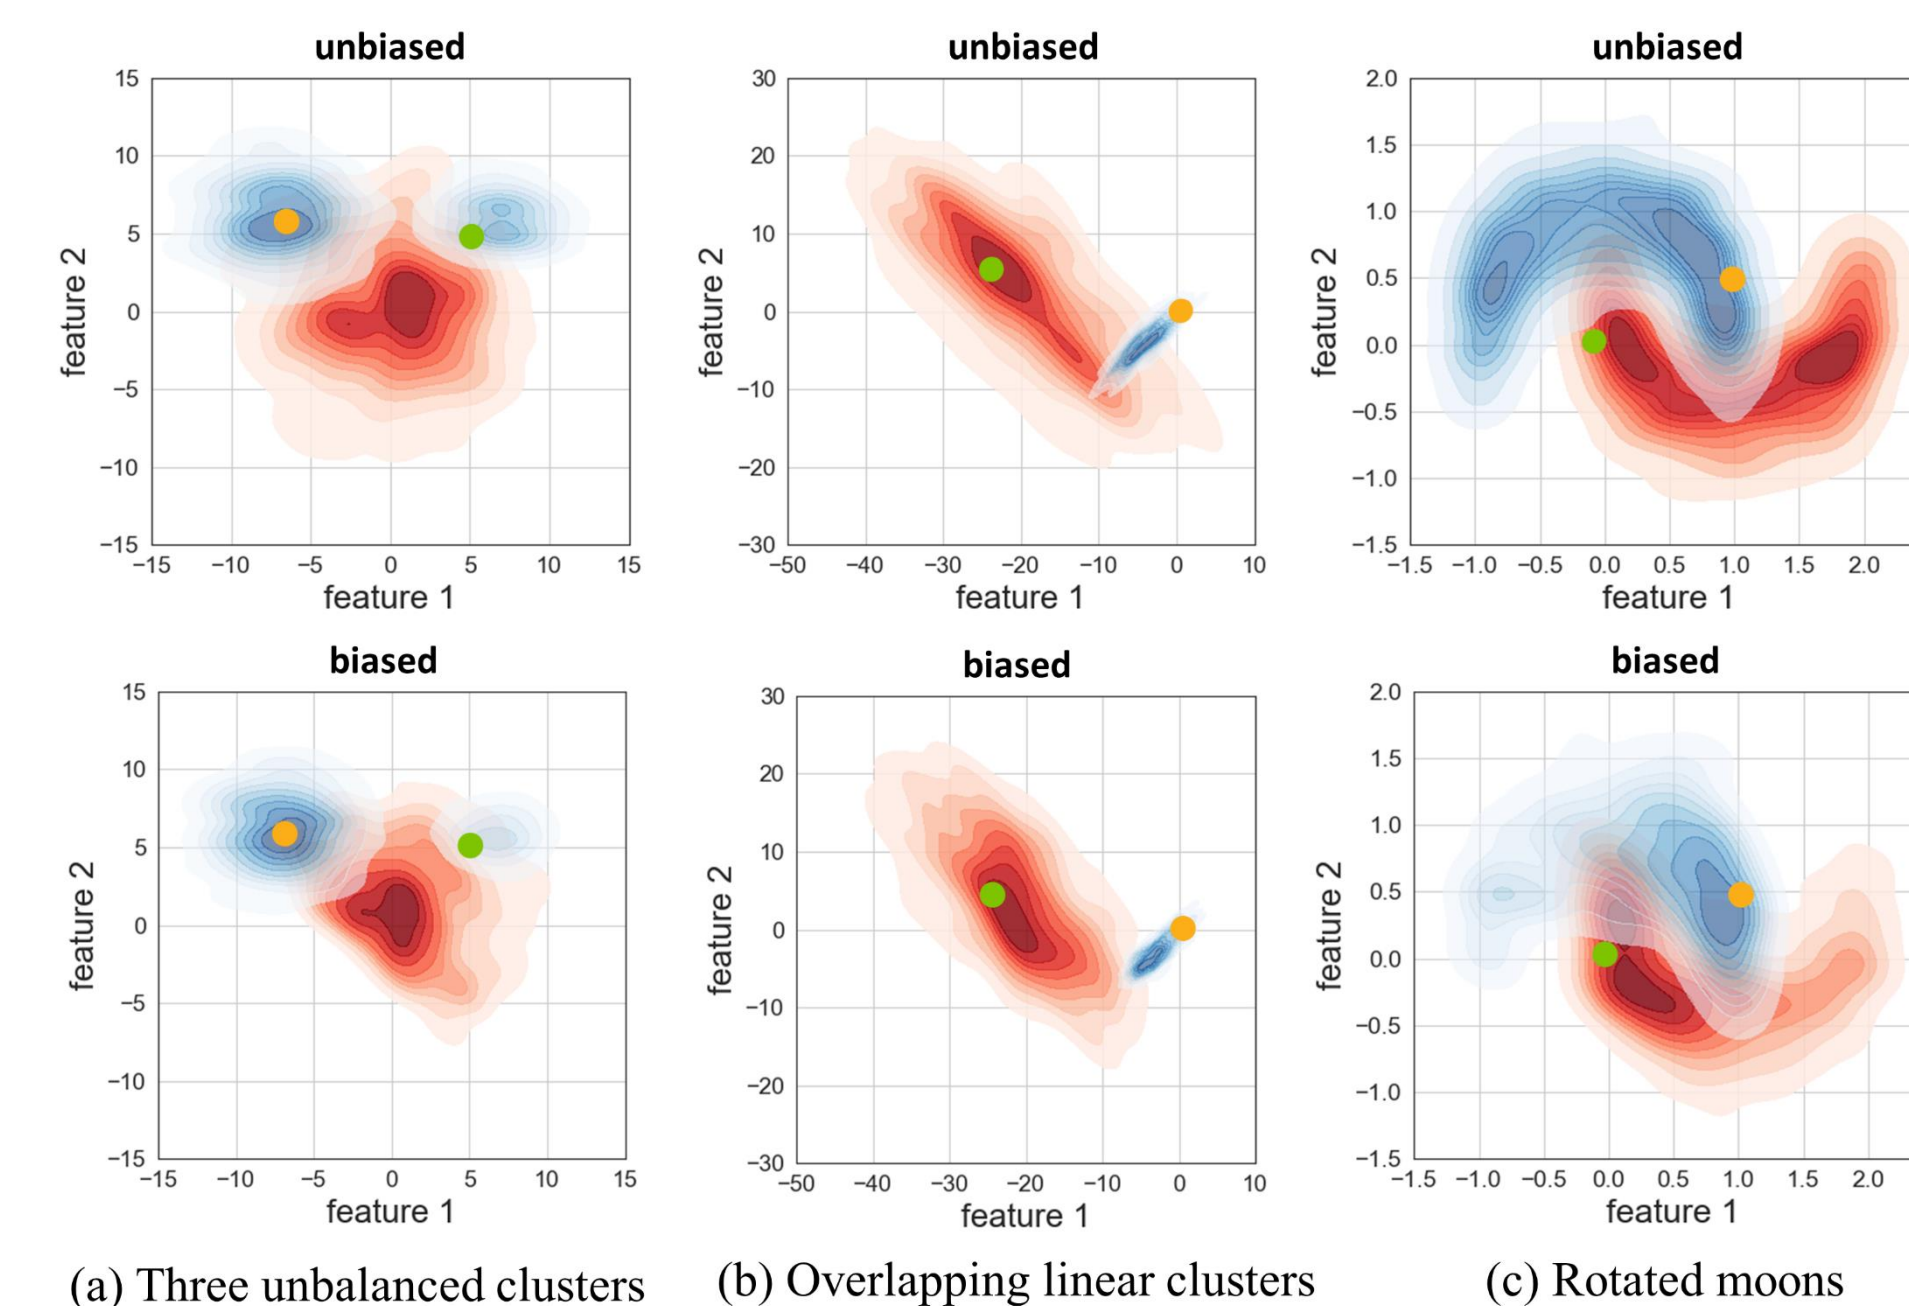 unbiased
15
10
5
0
−5
−10
−15
−15 −10 −5 0 5 10 15
feature 1
feature 2
unbiased
30
20
10
0
−10
−20
−30
−50 −40 −30 −20 −10 0 10
feature 1
feature 2
unbiased
2.0
1.5
1.0
0.5
0.0
−0.5
−1.0
−1.5
−1.5 −1.0 −0.5 0.0 0.5 1.0 1.5 2.0
feature 1
feature 2
biased
15
10
5
0
−5
−10
−15
−15 −10 −5 0 5 10 15
feature 1
feature 2
biased
30
20
10
0
−10
−20
−30
−50 −40 −30 −20 −10 0 10
feature 1
feature 2
biased
2.0
1.5
1.0
0.5
0.0
−0.5
−1.0
−1.5
−1.5 −1.0 −0.5 0.0 0.5 1.0 1.5 2.0
feature 1
feature 2
(a) Three unbalanced clusters
(b) Overlapping linear clusters
(c) Rotated moons